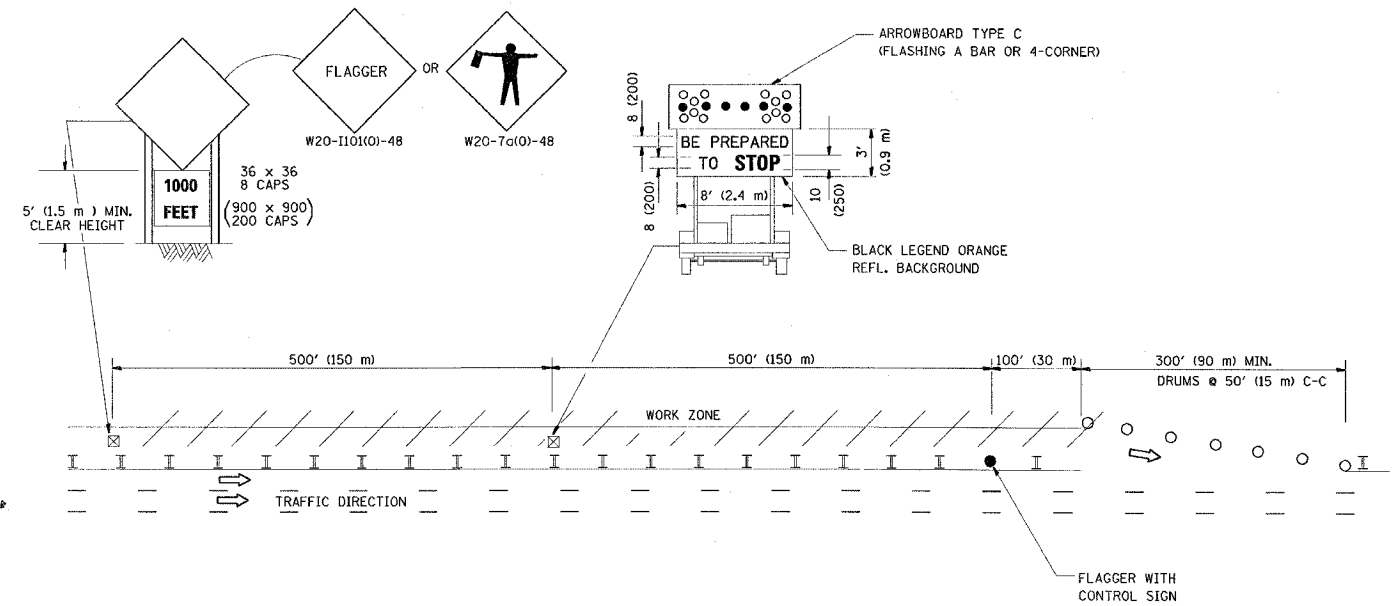 FLAGGER
OR
W20-I101(0)-48
W20-7a(0)-48
1000
FEET
36 x 36
8 CAPS
(900 x 900)
(200 CAPS)
5' (1.5 m ) MIN.
CLEAR HEIGHT
ARROWBOARD TYPE C
(FLASHING A BAR OR 4-CORNER)
8 (200)
8 (200)
BE PREPARED
TO STOP
3'
(0.9 m)
8' (2.4 m)
10
(250)
BLACK LEGEND ORANGE
REFL. BACKGROUND
500' (150 m)
500' (150 m)
100' (30 m)
300' (90 m) MIN.
DRUMS @ 50' (15 m) C-C
WORK ZONE
TRAFFIC DIRECTION
FLAGGER WITH
CONTROL SIGN